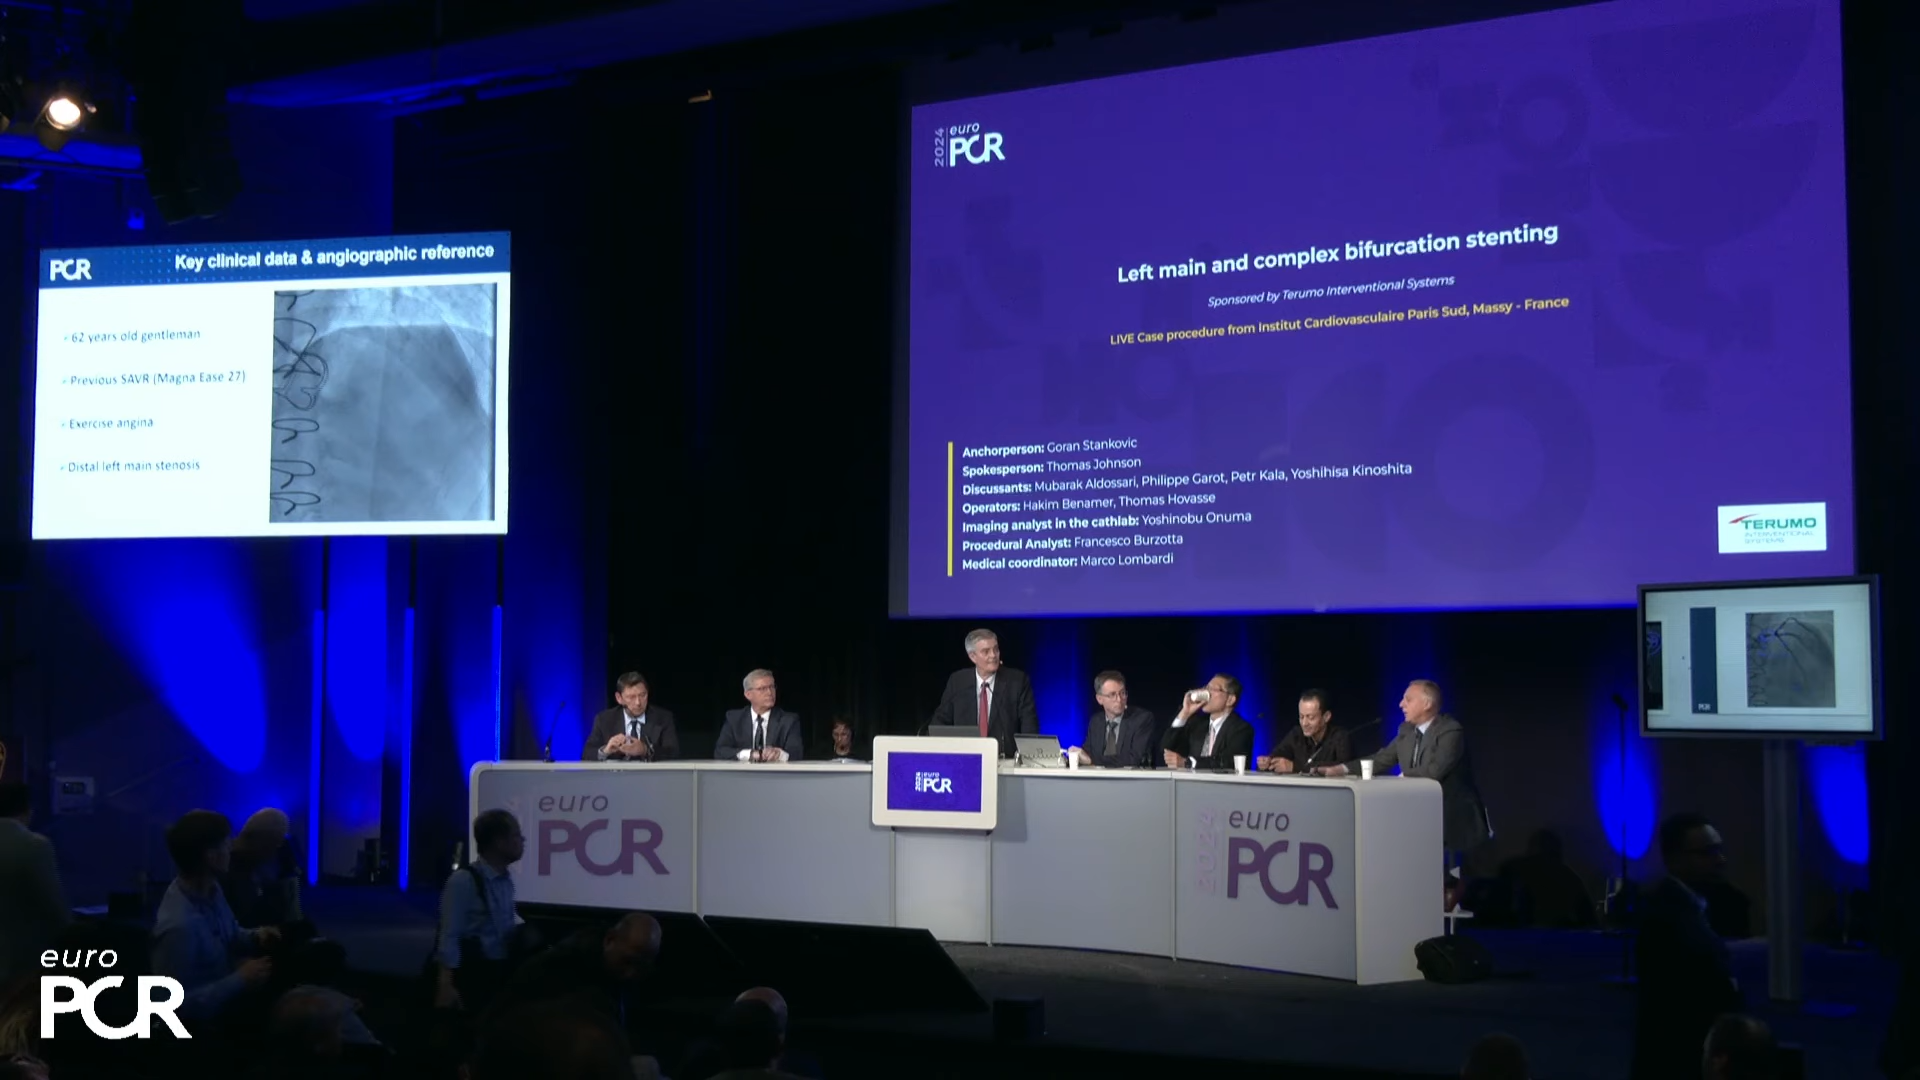 PCR
Key clinical data & angiographic reference
62 years old gentleman
Previous SAVR (Magna Ease 27)
Exercise angina
Distal left main stenosis
2024 euro
PCR
Left main and complex bifurcation stenting
Sponsored by Terumo Interventional Systems
LIVE Case procedure from Institut Cardiovasculaire Paris Sud, Massy - France
Anchorperson: Goran Stankovic
Spokesperson: Thomas Johnson
Discussants: Mubarak Aldossari, Philippe Garot, Petr Kala, Yoshihisa Kinoshita
Operators: Hakim Benamer, Thomas Hovasse
Imaging analyst in the cathlab: Yoshinobu Onuma
Procedural Analyst: Francesco Burzotta
Medical coordinator: Marco Lombardi
TERUMO
INTERVENTIONAL
SYSTEMS
PCR
2024 euro
PCR
euro
PCR
2024 euro
PCR
euro
PCR